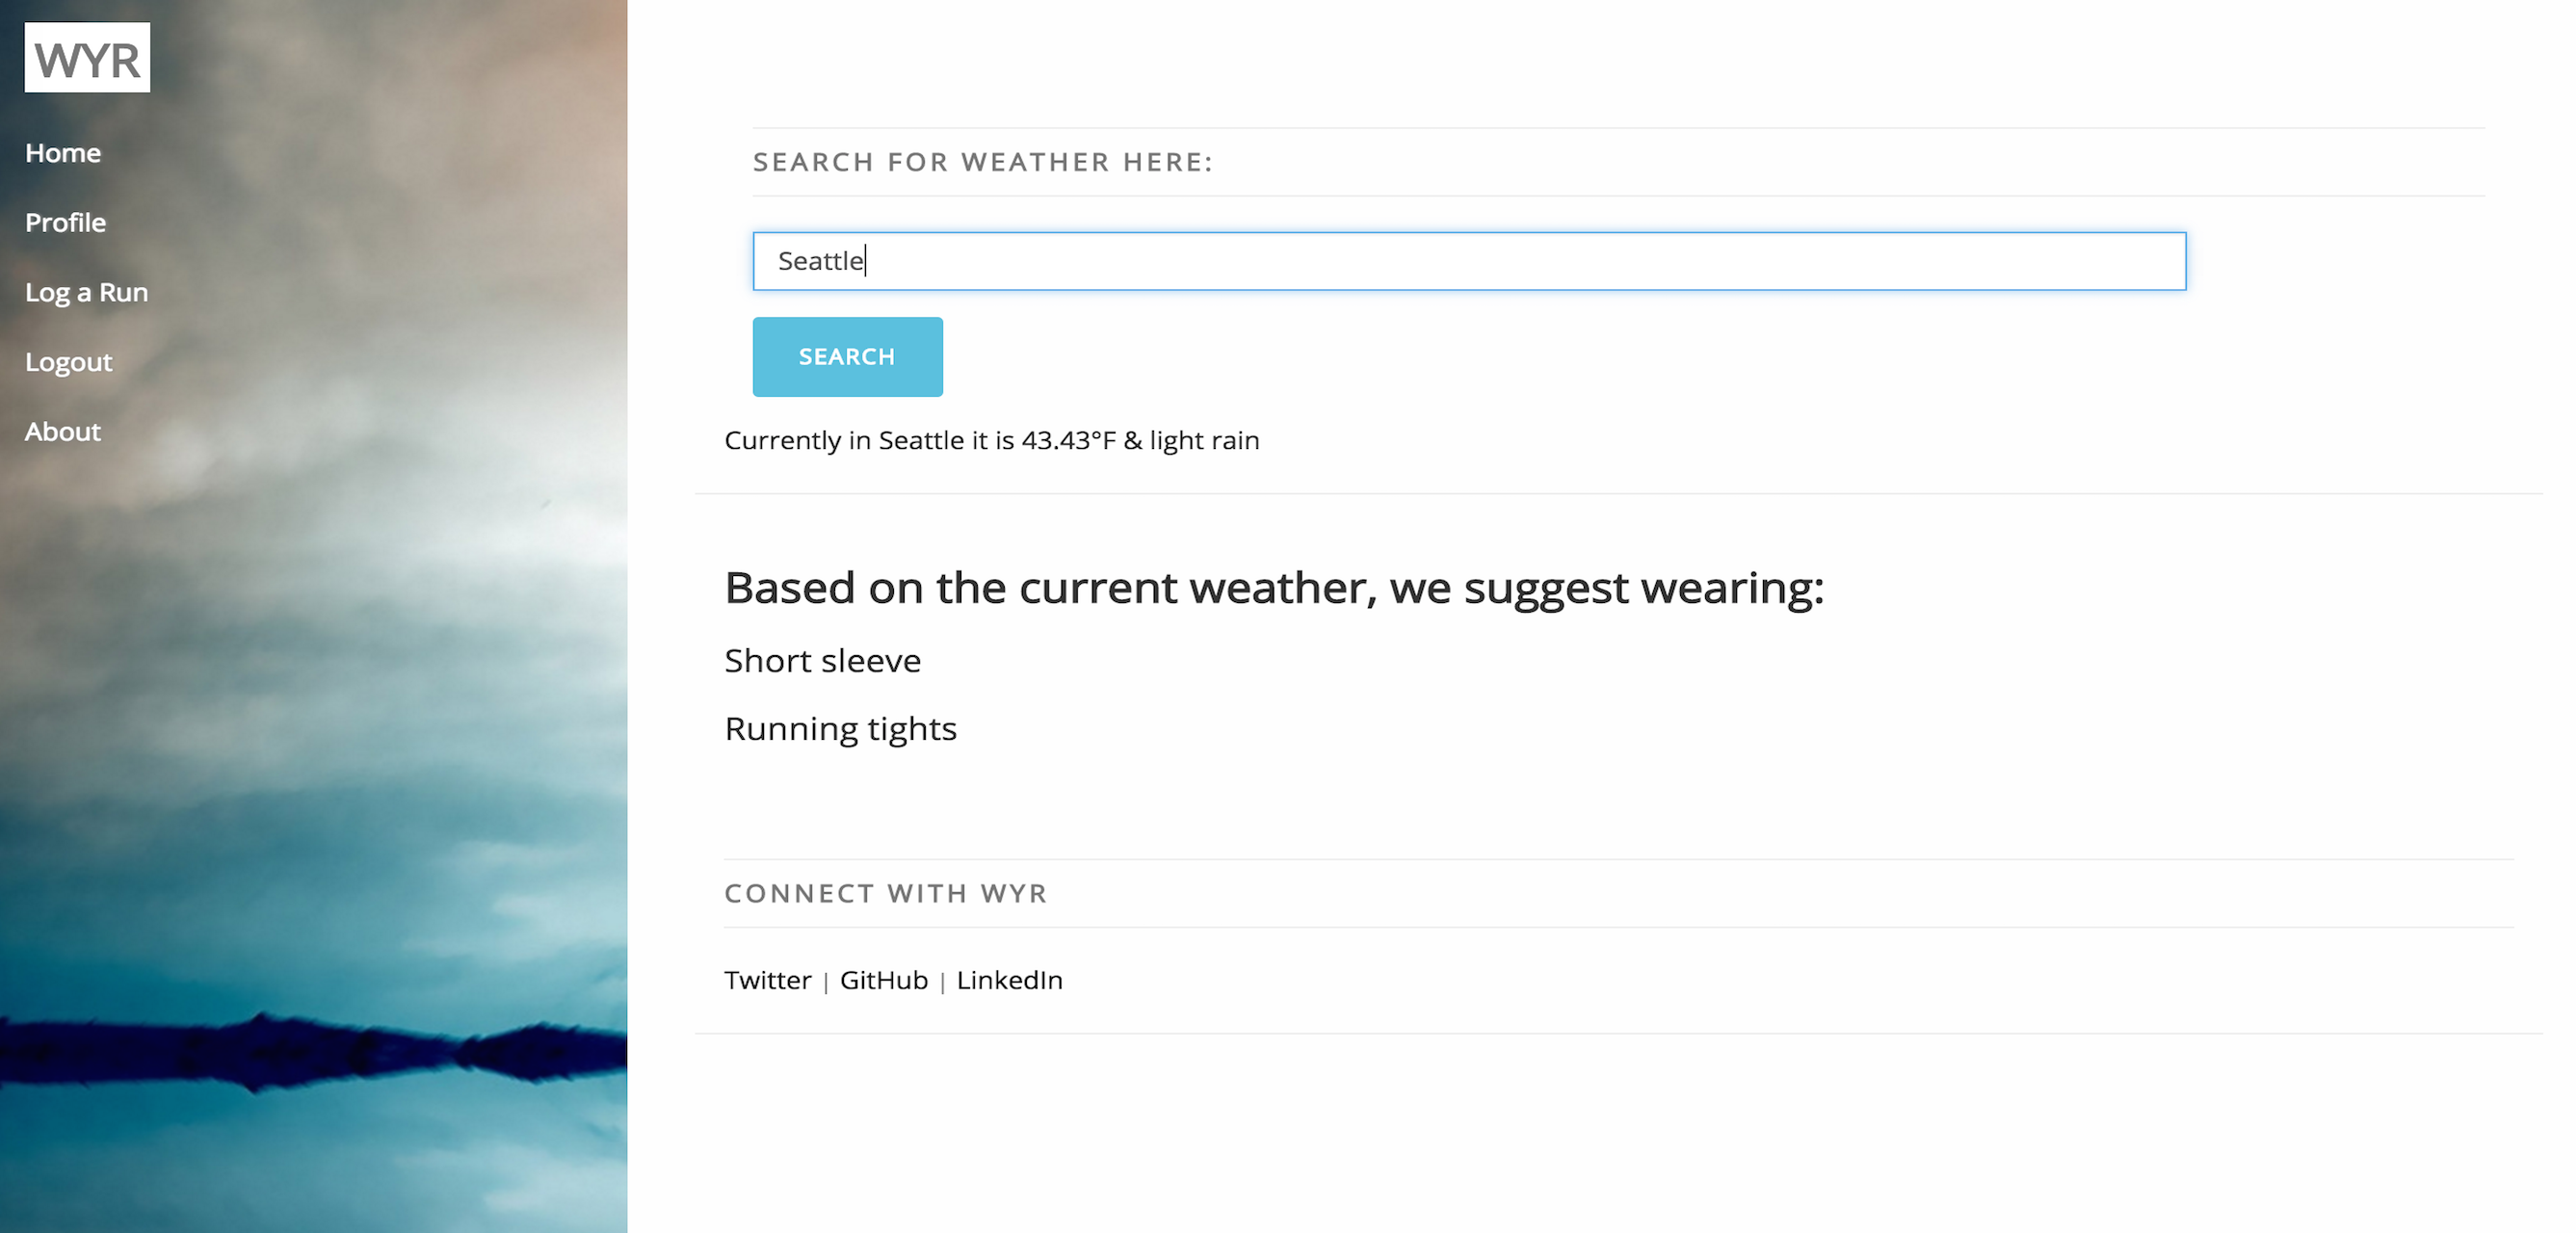 WYR
Home
Profile
Log a Run
Logout
About
SEARCH FOR WEATHER HERE:
Seattle
SEARCH
Currently in Seattle it is 43.43°F & light rain
Based on the current weather, we suggest wearing:
Short sleeve
Running tights
CONNECT WITH WYR
Twitter | GitHub | LinkedIn